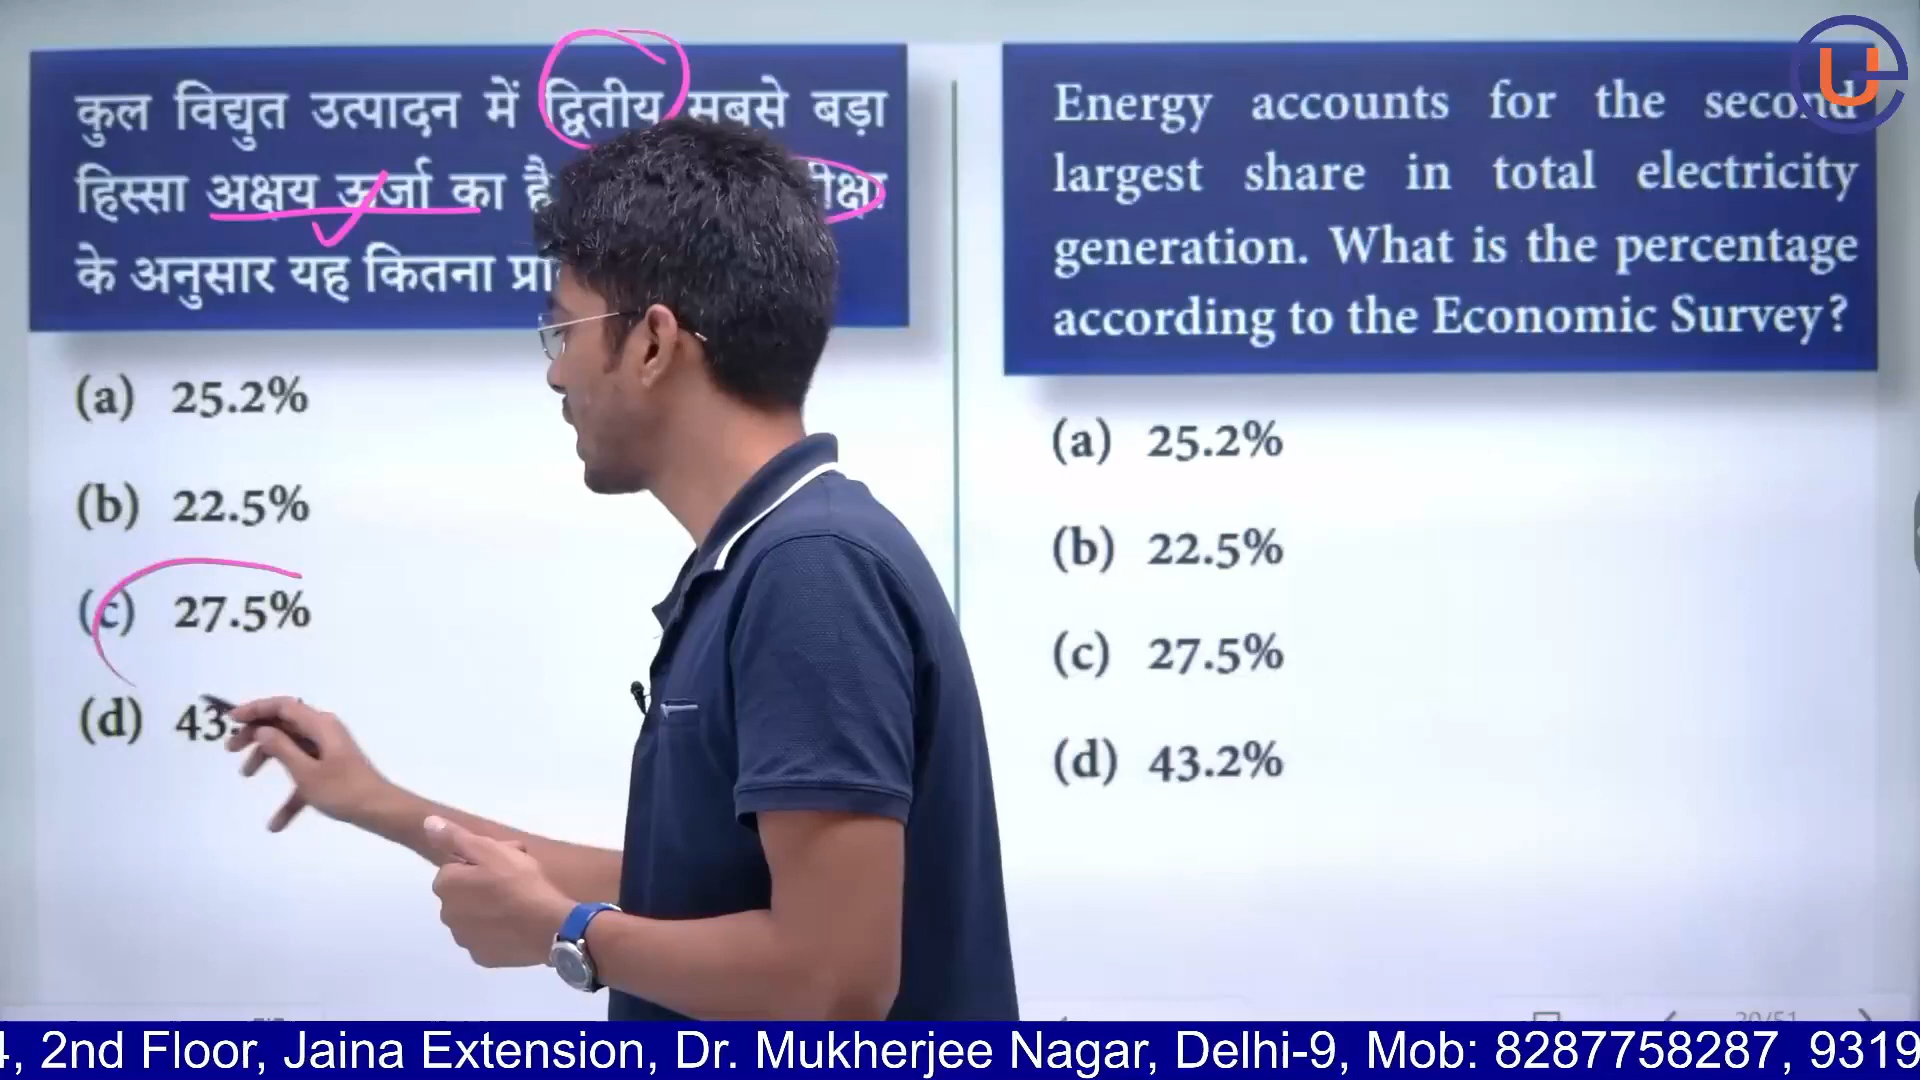 कुल विद्युत उत्पादन में द्वितीय सबसे बड़ा
हिस्सा अक्षय ऊर्जा का है
के अनुसार यह कितना
(a) 25.2%
(b) 22.5%
(c) 27.5%
(d) 43.
Energy accounts for the second
largest share in total electricity
generation. What is the percentage
according to the Economic Survey?
(a) 25.2%
(b) 22.5%
(c) 27.5%
(d) 43.2%
4, 2nd Floor, Jaina Extension, Dr. Mukherjee Nagar, Delhi-9, Mob: 8287758287, 9319